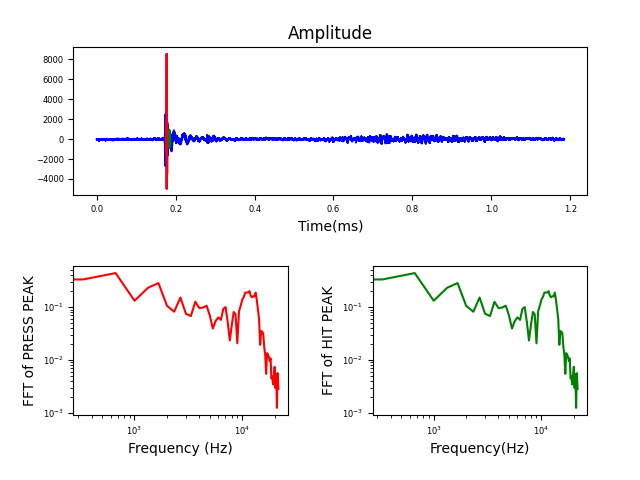 Amplitude
8000
6000
4000
2000
0
−2000
−4000
0.0 0.2 0.4 0.6 0.8 1.0 1.2
Time(ms)
FFT of PRESS PEAK
10⁻¹
10⁻²
10⁻³
10³ 10⁴
Frequency (Hz)
FFT of HIT PEAK
10⁻¹
10⁻²
10⁻³
10³ 10⁴
Frequency(Hz)